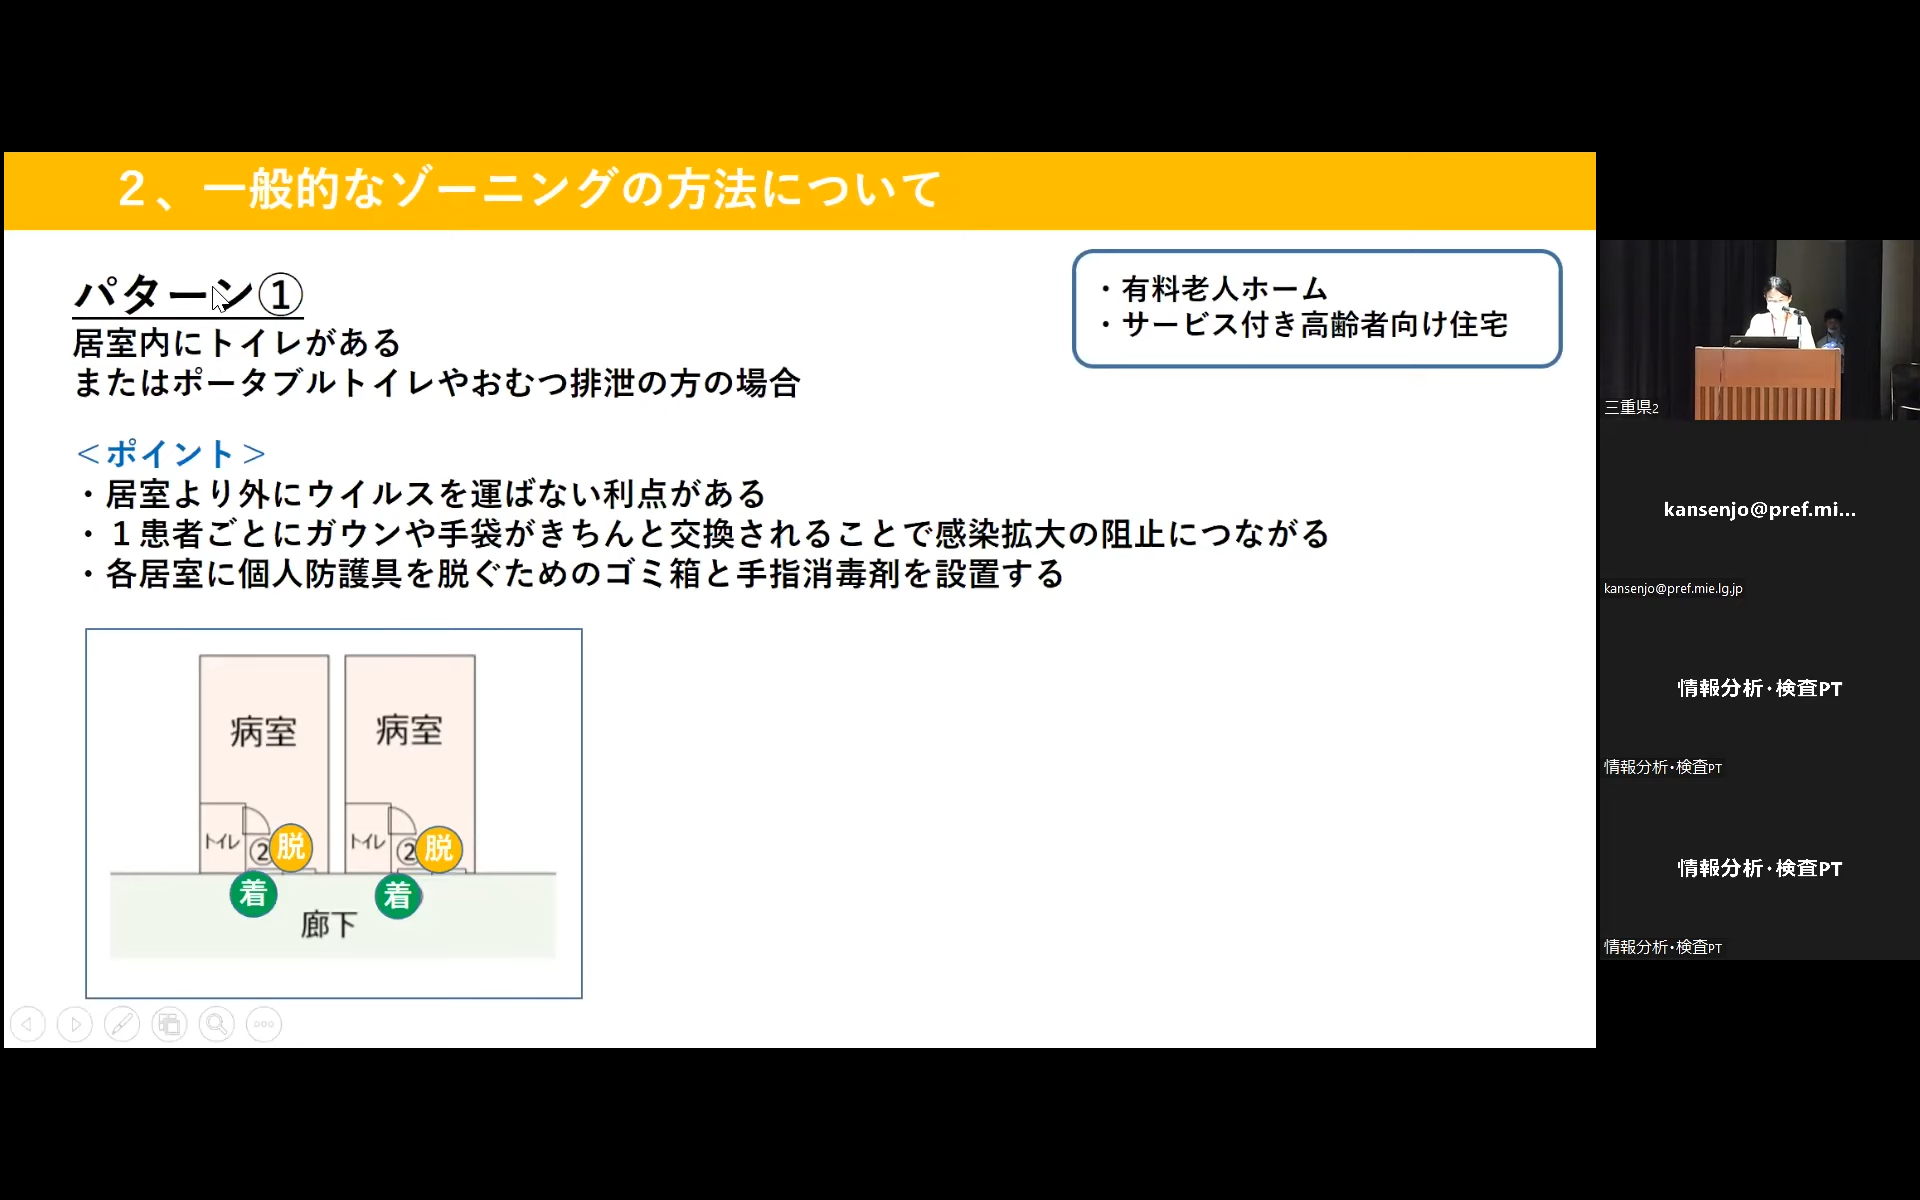 2、一般的なゾーニングの方法について
パターン①
居室内にトイレがある
またはポータブルトイレやおむつ排泄の方の場合
・有料老人ホーム
・サービス付き高齢者向け住宅
＜ポイント＞
・居室より外にウイルスを運ばない利点がある
・１患者ごとにガウンや手袋がきちんと交換されることで感染拡大の阻止につながる
・各居室に個人防護具を脱ぐためのゴミ箱と手指消毒剤を設置する
病室
病室
トイレ
②
脱
トイレ
②
脱
着
着
廊下
三重県2
kansenjo@pref.mi...
kansenjo@pref.mie.lg.jp
情報分析・検査PT
情報分析・検査PT
情報分析・検査PT
情報分析・検査PT